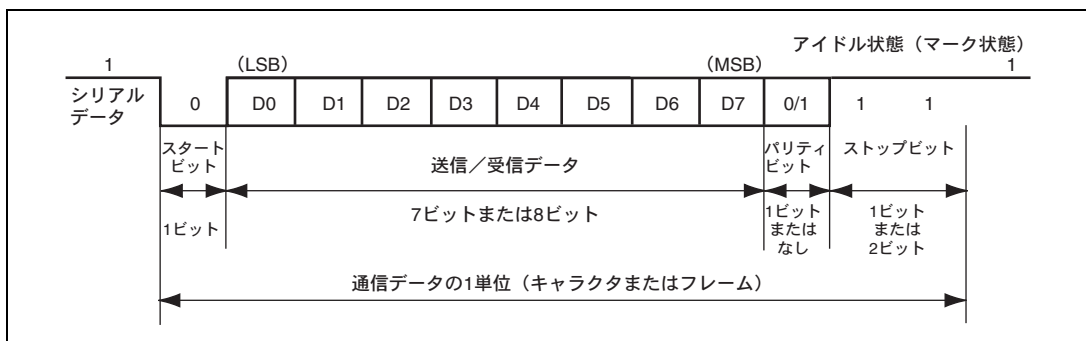 アイドル状態（マーク状態）
1 （LSB） （MSB） 1
シリアル
データ
0 D0 D1 D2 D3 D4 D5 D6 D7 0/1 1 1
スタート
ビット
送信／受信データ
パリティ
ビット
ストップビット
1ビット
7ビットまたは8ビット
1ビット
または
なし
1ビット
または
2ビット
通信データの1単位（キャラクタまたはフレーム）